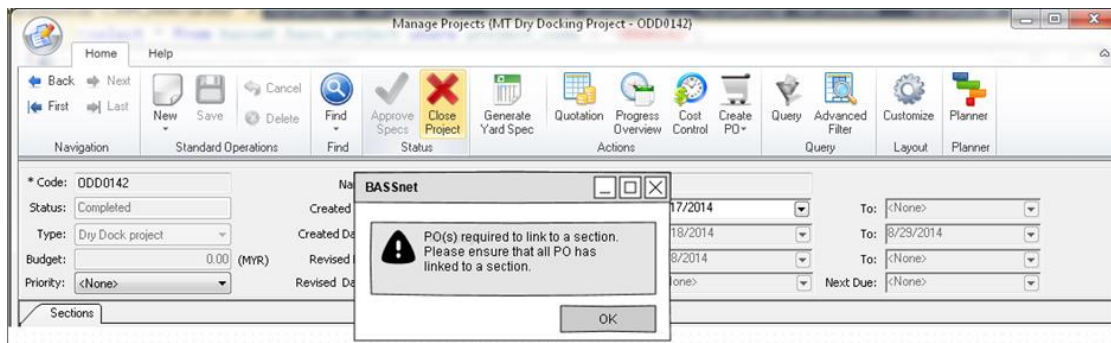 Manage Projects (MT Dry Docking Project - ODD0142)
Home Help
Back Next
First Last
New
Save
Cancel
Delete
Find
Approve Specs
Close Project
Generate Yard Spec
Quotation
Progress Overview
Cost Control
Create PO
Query
Advanced Filter
Customize
Planner
Navigation Standard Operations Find Status Actions Query Layout Planner
* Code: ODD0142 Na
Status: Completed Created 17/2014 To: <None>
Type: Dry Dock project Created Da 18/2014 To: 8/29/2014
Budget: 0.00 (MYR) Revised 8/2014 To: <None>
Priority: <None> Revised Da one> Next Due: <None>
Sections
BASSnet
PO(s) required to link to a section.
Please ensure that all PO has
linked to a section.
OK